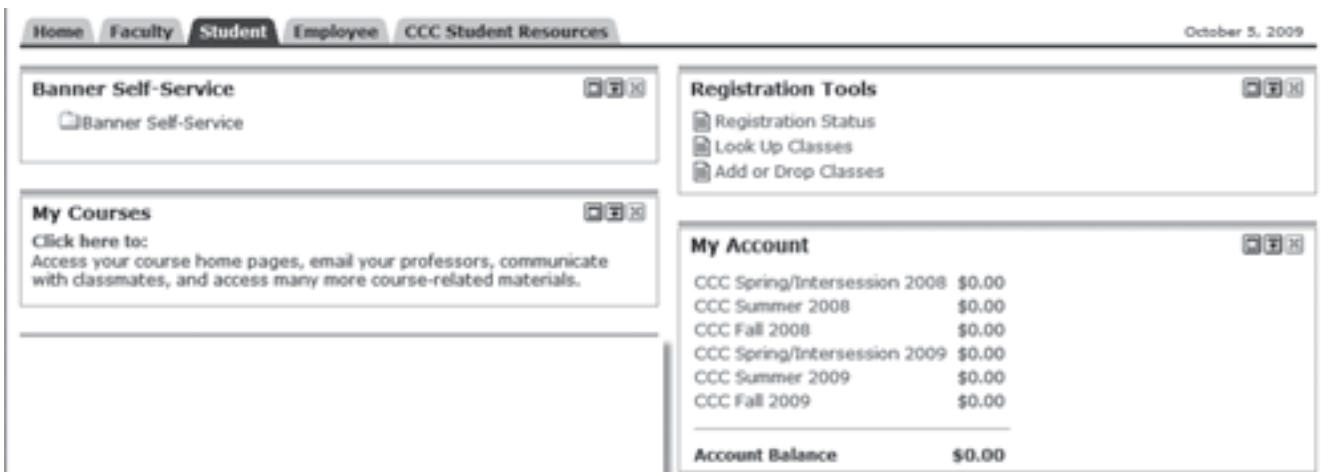 Home Faculty Student Employee CCC Student Resources
October 5, 2009
Banner Self-Service
Banner Self-Service
My Courses
Click here to:
Access your course home pages, email your professors, communicate
with classmates, and access many more course-related materials.
Registration Tools
Registration Status
Look Up Classes
Add or Drop Classes
My Account
CCC Spring/Intersession 2008 $0.00
CCC Summer 2008 $0.00
CCC Fall 2008 $0.00
CCC Spring/Intersession 2009 $0.00
CCC Summer 2009 $0.00
CCC Fall 2009 $0.00
Account Balance $0.00